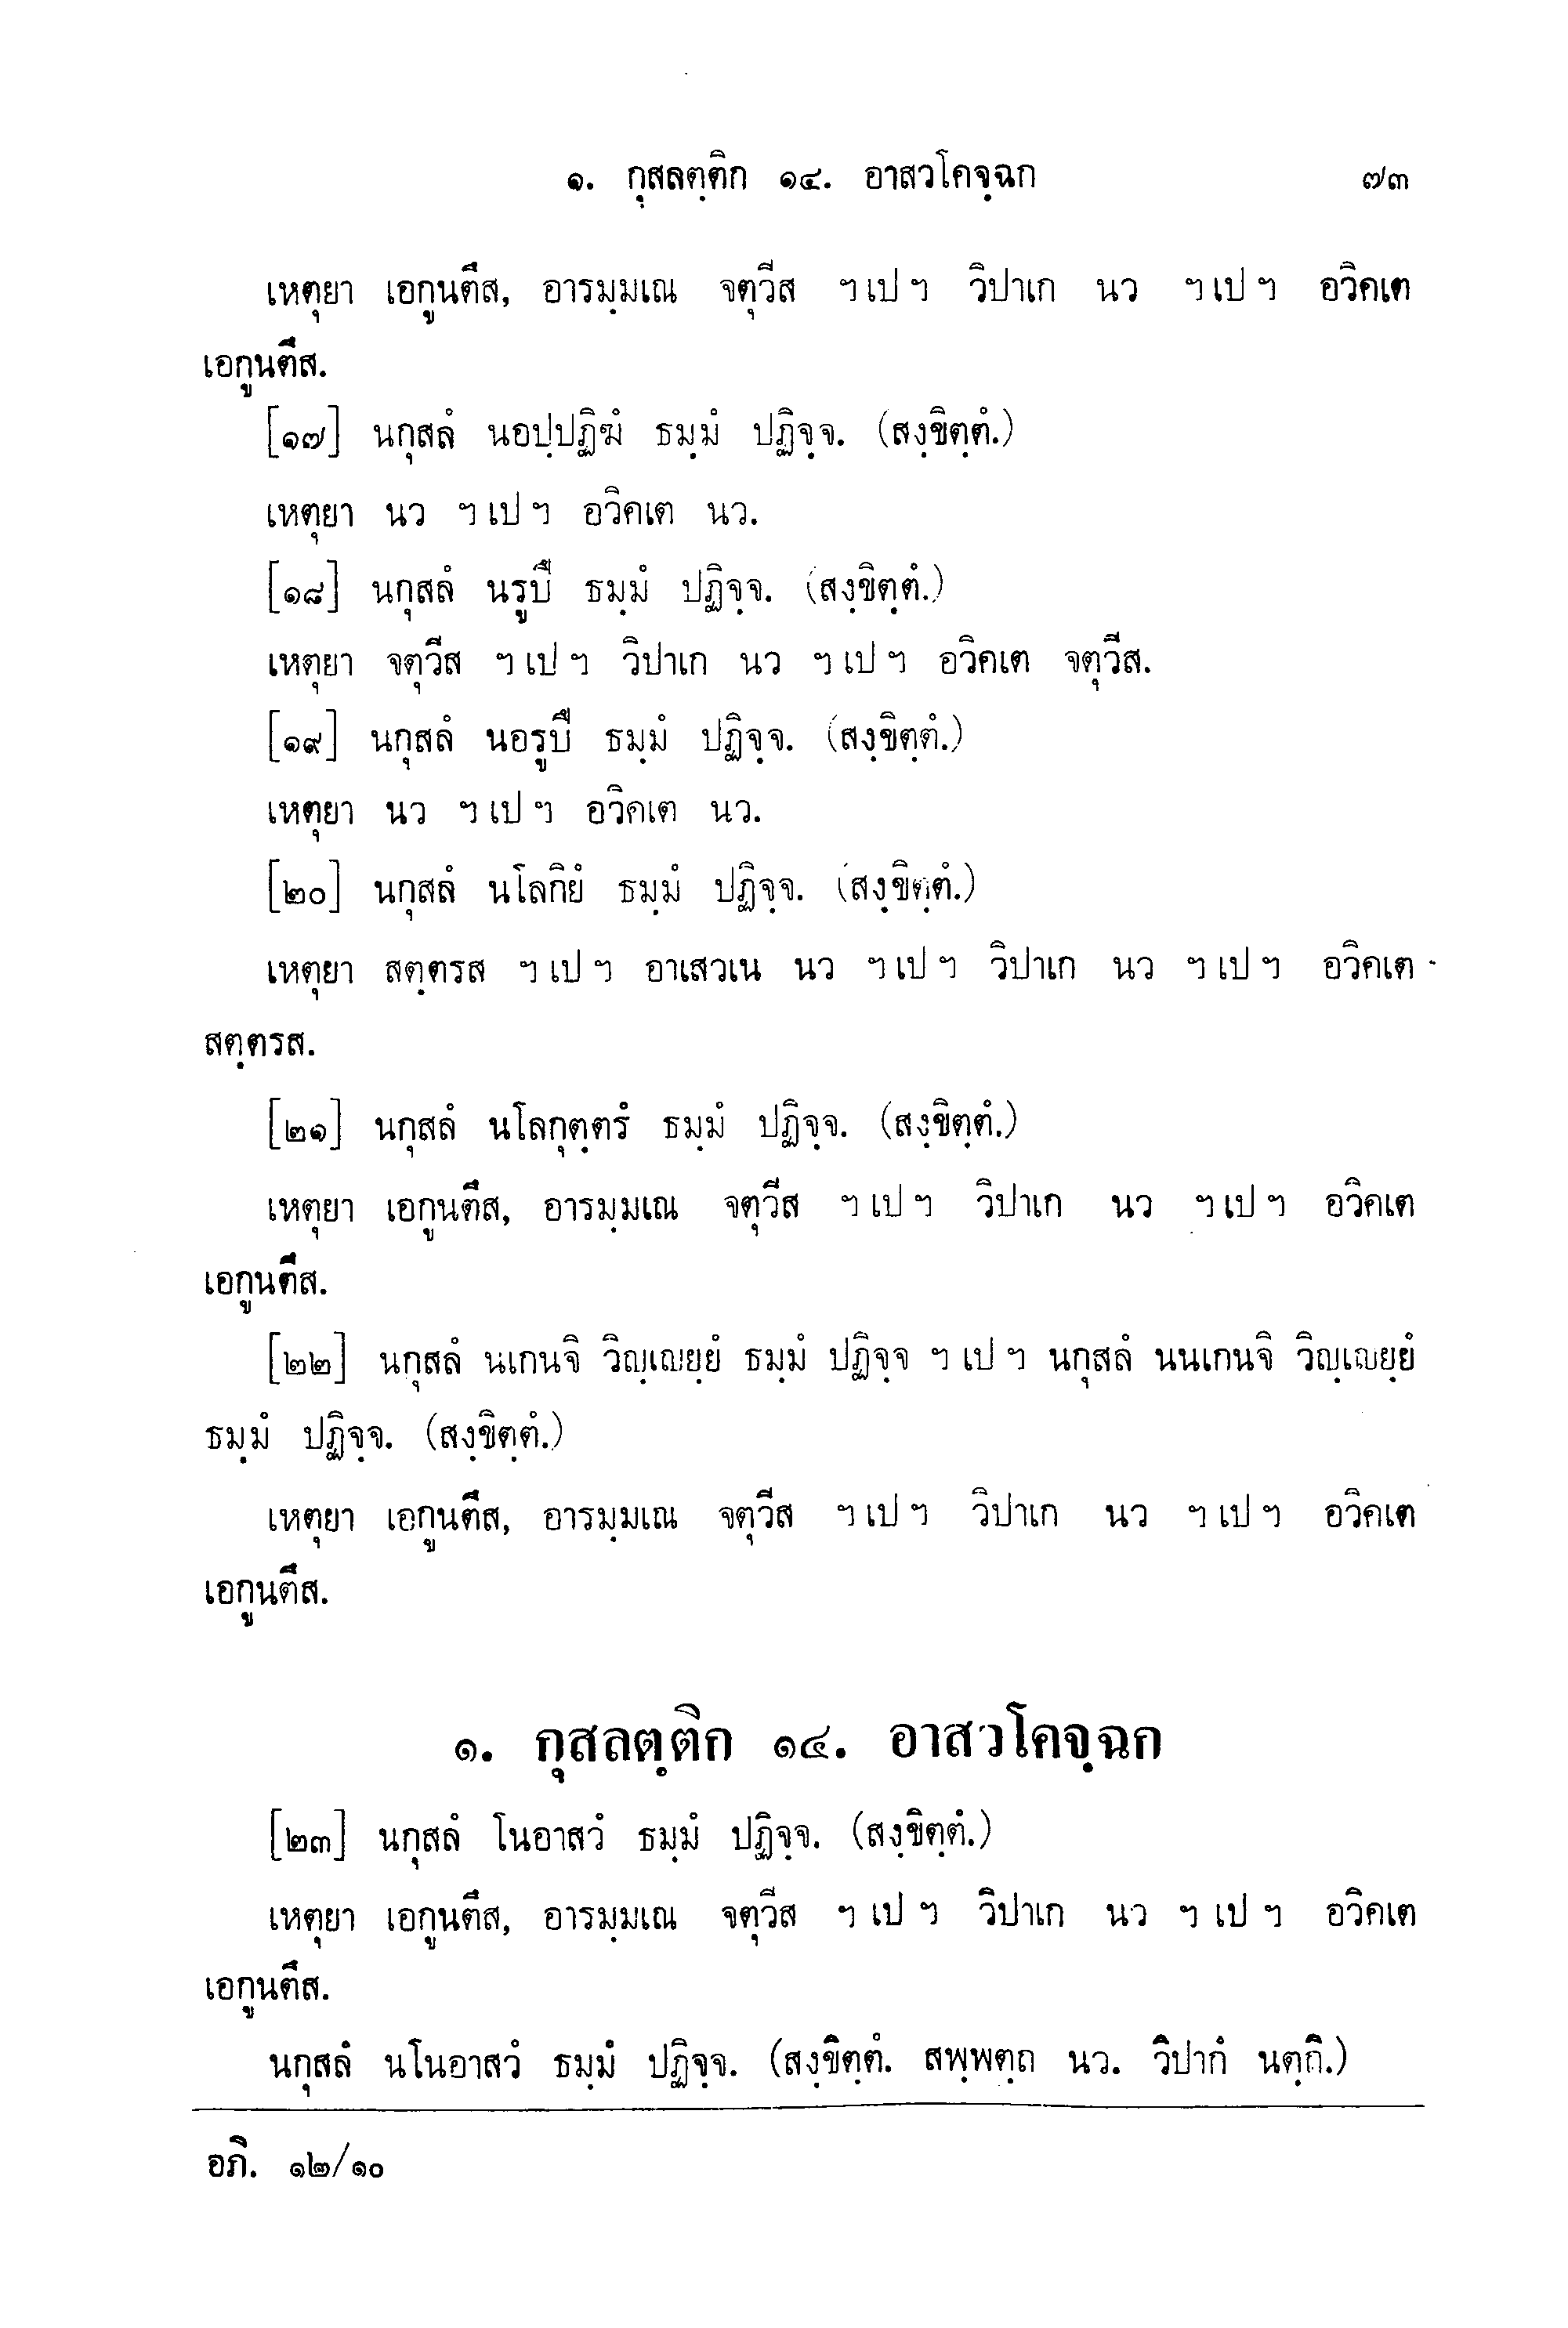 ๑. กุสลตฺติก ๑๔. อาสวโคจฺฉก ๗๓
เหตุยา เอกูนตึส, อารมฺมเณ จตุวีส ฯ เป ฯ วิปาเก นว ฯ เป ฯ อวิคเต
เอกูนตึส.
[๑๗] นกุสลํ นอปฺปฏิฆํ ธมฺมํ ปฏิจฺจ. (สงฺขิตฺตํ.)
เหตุยา นว ฯ เป ฯ อวิคเต นว.
[๑๘] นกุสลํ นรูปึ ธมฺมํ ปฏิจฺจ. (สงฺขิตฺตํ.)
เหตุยา จตุวีส ฯ เป ฯ วิปาเก นว ฯ เป ฯ อวิคเต จตุวีส.
[๑๙] นกุสลํ นอรูปึ ธมฺมํ ปฏิจฺจ. (สงฺขิตฺตํ.)
เหตุยา นว ฯ เป ฯ อวิคเต นว.
[๒๐] นกุสลํ นโลกิยํ ธมฺมํ ปฏิจฺจ. (สงฺขิตฺตํ.)
เหตุยา สตฺตรส ฯ เป ฯ อาเสวเน นว ฯ เป ฯ วิปาเก นว ฯ เป ฯ อวิคเต
สตฺตรส.
[๒๑] นกุสลํ นโลกุตฺตรํ ธมฺมํ ปฏิจฺจ. (สงฺขิตฺตํ.)
เหตุยา เอกูนตึส, อารมฺมเณ จตุวีส ฯ เป ฯ วิปาเก นว ฯ เป ฯ อวิคเต
เอกูนตึส.
[๒๒] นกุสลํ นเกนจิ วิญฺเญยฺยํ ธมฺมํ ปฏิจฺจ ฯ เป ฯ นกุสลํ นนเกนจิ วิญฺเญยฺยํ
ธมฺมํ ปฏิจฺจ. (สงฺขิตฺตํ.)
เหตุยา เอกูนตึส, อารมฺมเณ จตุวีส ฯ เป ฯ วิปาเก นว ฯ เป ฯ อวิคเต
เอกูนตึส.
๑. กุสลตฺติก ๑๔. อาสวโคจฺฉก
[๒๓] นกุสลํ โนอาสวํ ธมฺมํ ปฏิจฺจ. (สงฺขิตฺตํ.)
เหตุยา เอกูนตึส, อารมฺมเณ จตุวีส ฯ เป ฯ วิปาเก นว ฯ เป ฯ อวิคเต
เอกูนตึส.
นกุสลํ นโนอาสวํ ธมฺมํ ปฏิจฺจ. (สงฺขิตฺตํ. สพฺพตฺถ นว. วิปากํ นตฺถิ.)
อภิ. ๑๒/๑๐